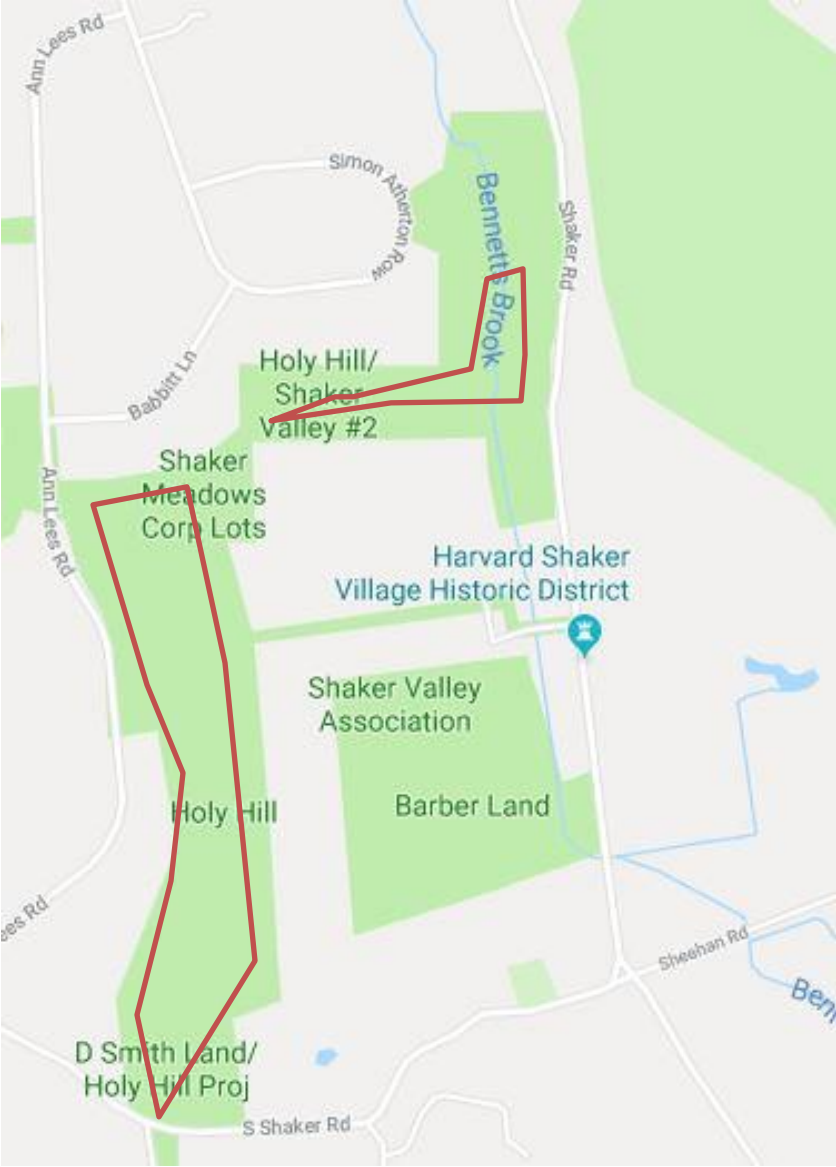 Ann Lees Rd
Simon Atherton Row
Bennetts Brook
Shaker Rd
Holy Hill/
Shaker
Valley #2
Babbitt Ln
Shaker
Meadows
Corp Lots
Ann Lees Rd
Harvard Shaker
Village Historic District
Shaker Valley
Association
Barber Land
Holy Hill
ees Rd
Sheehan Rd
Benn
D Smith Land/
Holy Hill Proj
S Shaker Rd